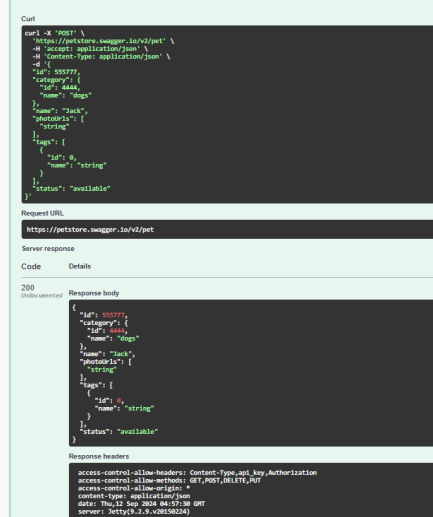 Curl
curl -X 'POST' \
'https://petstore.swagger.io/v2/pet' \
-H 'accept: application/json' \
-H 'Content-Type: application/json' \
-d '{
"id": 555777,
"category": {
"id": 4444,
"name": "dogs"
},
"name": "Jack",
"photoUrls": [
"string"
],
"tags": [
{
"id": 0,
"name": "string"
}
],
"status": "available"
}'
Request URL
https://petstore.swagger.io/v2/pet
Server response
Code Details
200
Undocumented
Response body
{
"id": 555777,
"category": {
"id": 4444,
"name": "dogs"
},
"name": "Jack",
"photoUrls": [
"string"
],
"tags": [
{
"id": 0,
"name": "string"
}
],
"status": "available"
}
Response headers
access-control-allow-headers: Content-Type,api_key,Authorization
access-control-allow-methods: GET,POST,DELETE,PUT
access-control-allow-origin: *
content-type: application/json
date: Thu,12 Sep 2024 04:57:30 GMT
server: Jetty(9.2.9.v20150224)